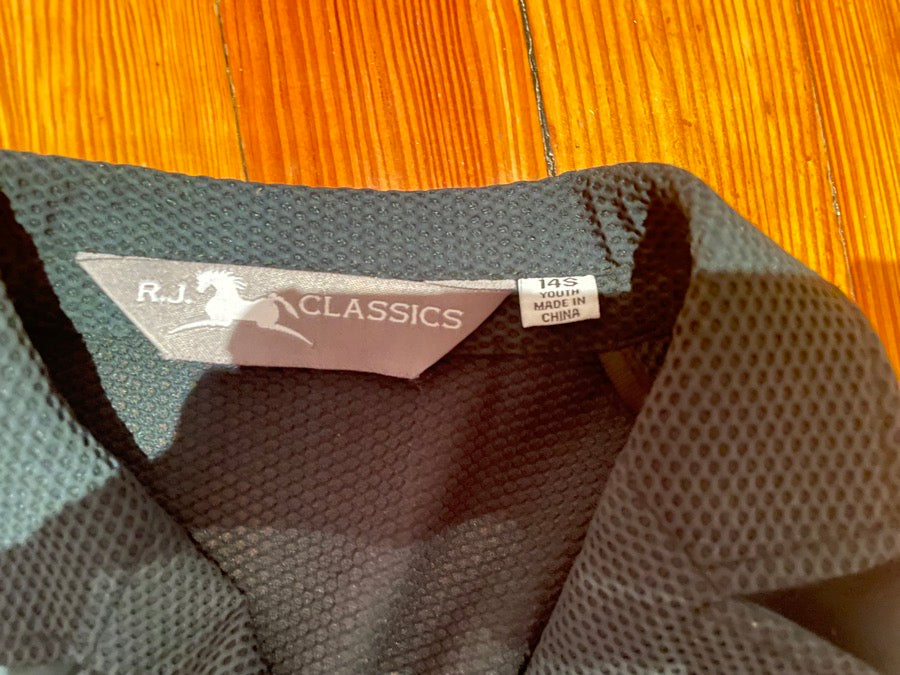 R.J. CLASSICS
14S
YOUTH
MADE IN
CHINA